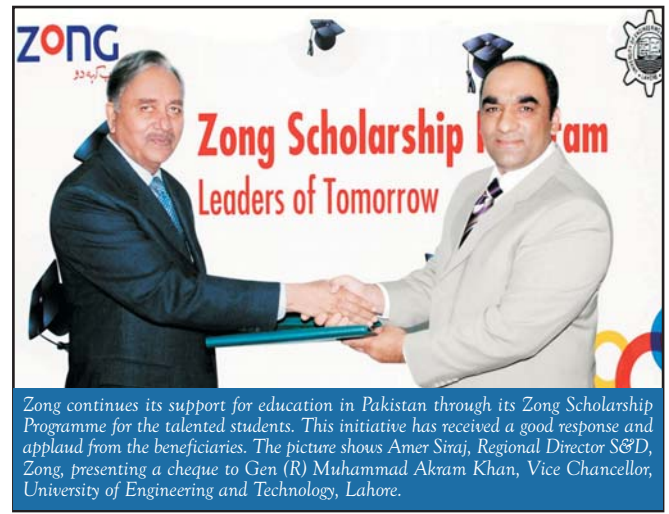 ZONG
Zong Scholarship am
Leaders of Tomorrow
Zong continues its support for education in Pakistan through its Zong Scholarship
Programme for the talented students. This initiative has received a good response and
applaud from the beneficiaries. The picture shows Amer Siraj, Regional Director S&D,
Zong, presenting a cheque to Gen (R) Muhammad Akram Khan, Vice Chancellor,
University of Engineering and Technology, Lahore.